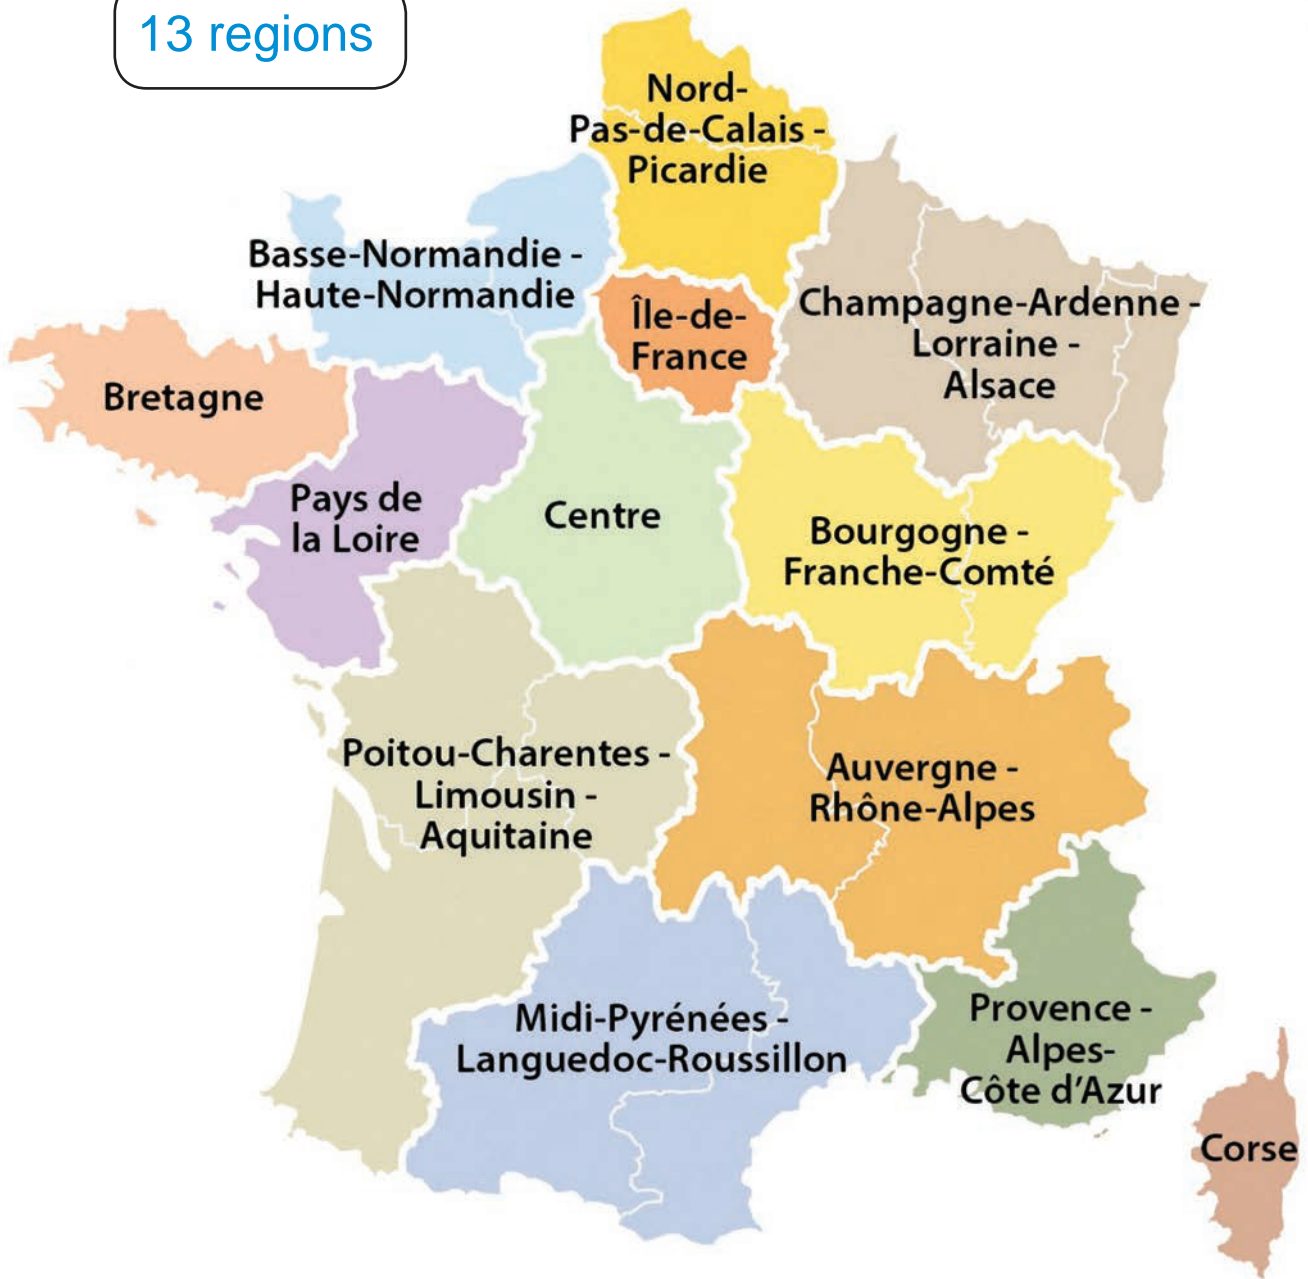 13 regions
Nord-
Pas-de-Calais -
Picardie
Basse-Normandie -
Haute-Normandie
Île-de-
France
Champagne-Ardenne -
Lorraine -
Alsace
Bretagne
Pays de
la Loire
Centre
Bourgogne -
Franche-Comté
Poitou-Charentes -
Limousin -
Aquitaine
Auvergne -
Rhône-Alpes
Midi-Pyrénées -
Languedoc-Roussillon
Provence -
Alpes-
Côte d'Azur
Corse